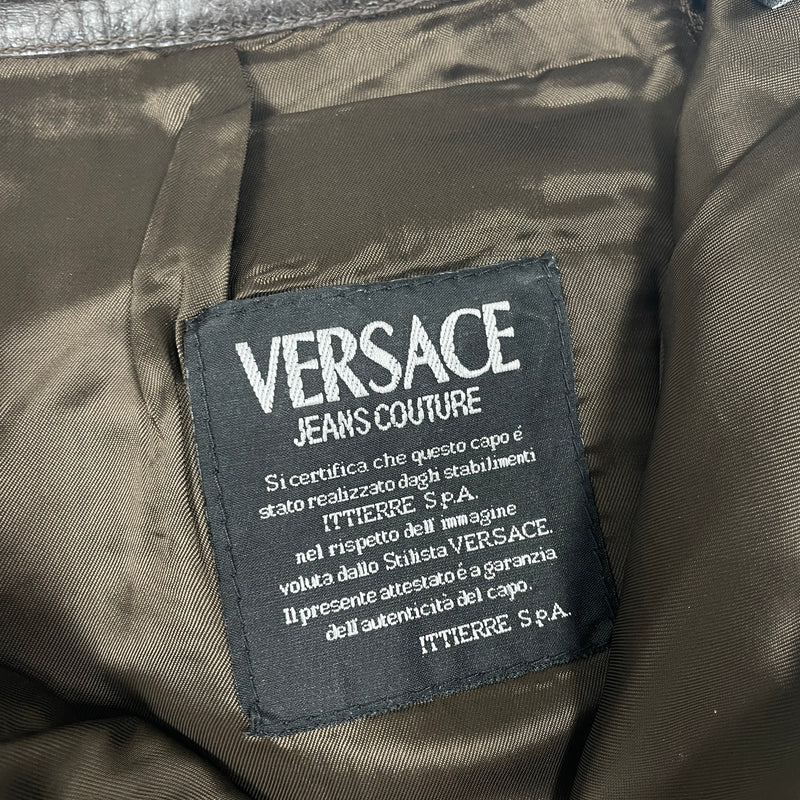 VERSACE
JEANS COUTURE
Si certifica che questo capo é
stato realizzato dagli stabilimenti
ITTIERRE S.p.A.
nel rispetto dell' immagine
voluta dallo Stilista VERSACE.
Il presente attestato é a garanzia
dell' autenticitá del capo.
ITTIERRE S.p.A.